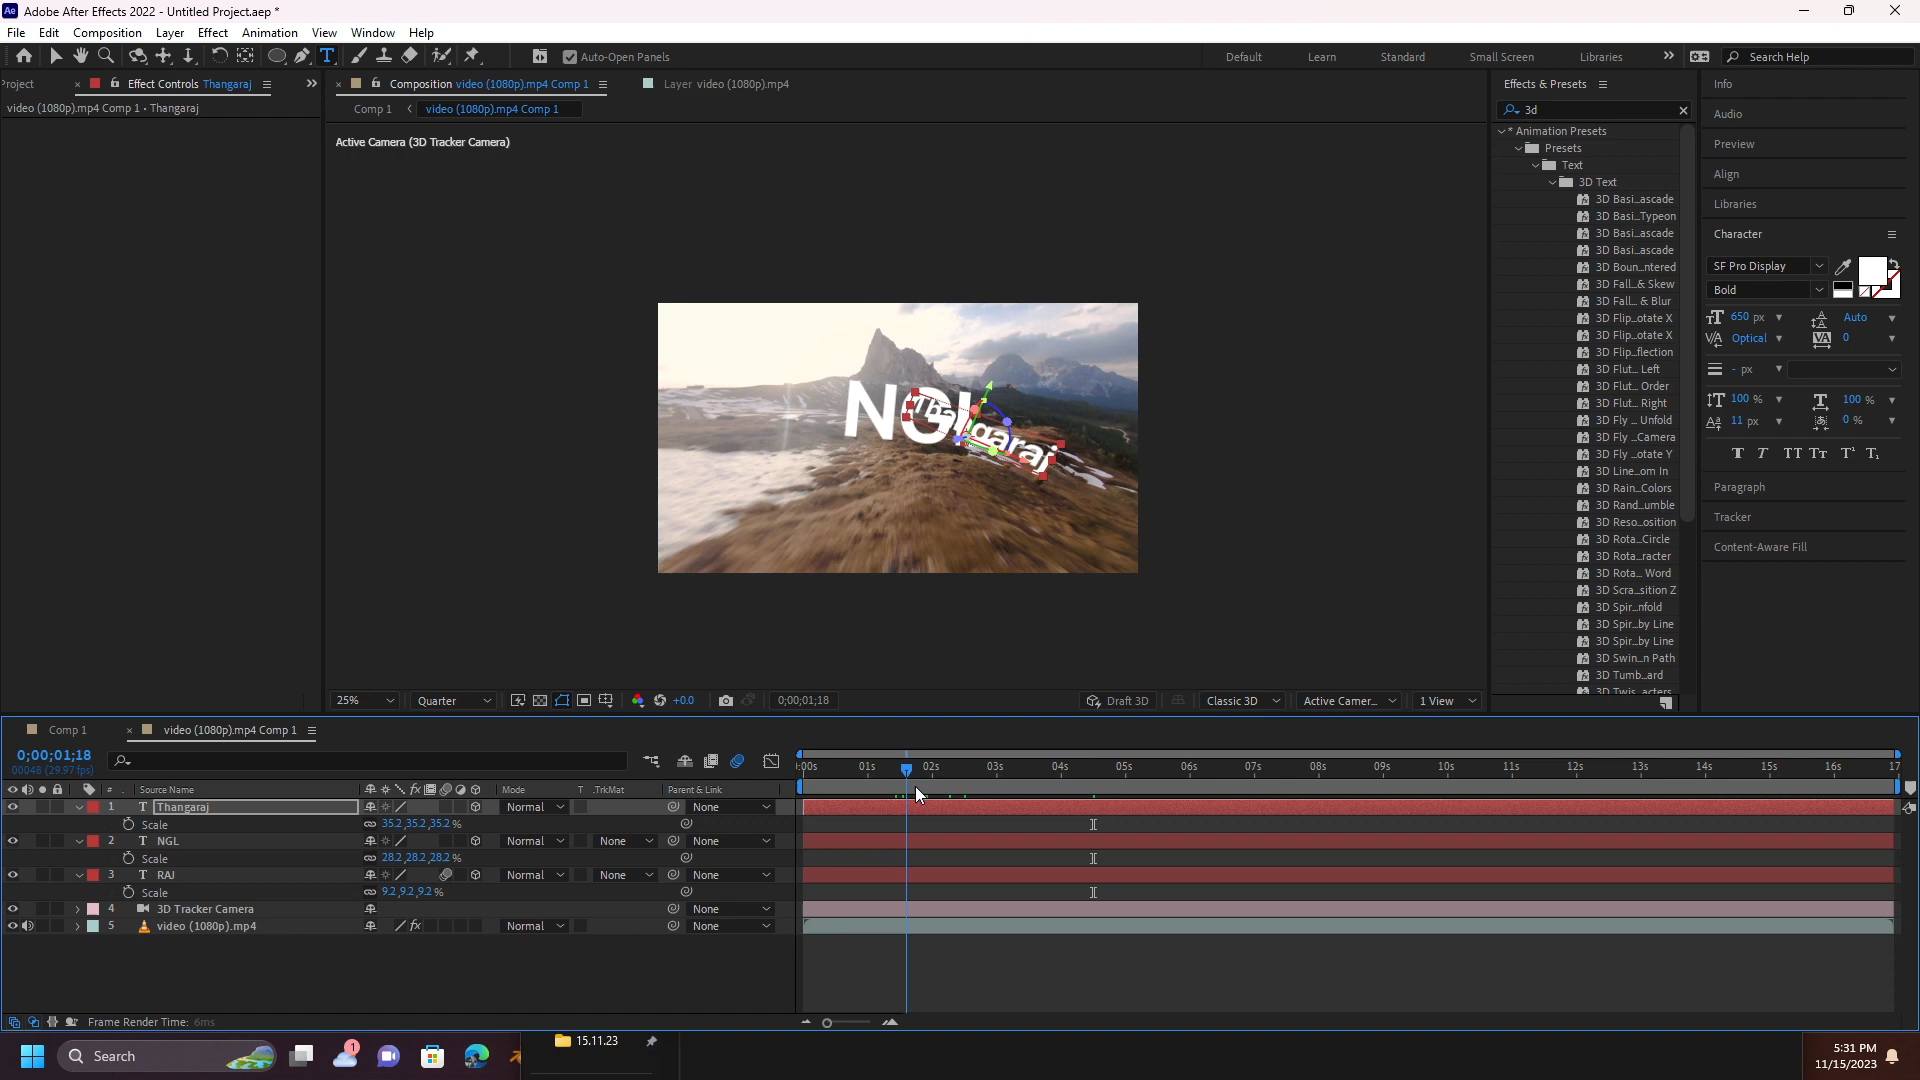 Adobe After Effects 2022 - Untitled Project.aep *
File Edit Composition Layer Effect Animation View Window Help
Auto-Open Panels
Default Learn Standard Small Screen Libraries
Search Help
Project
Effect Controls Thangaraj
Composition video (1080p).mp4 Comp 1
Layer video (1080p).mp4
video (1080p).mp4 Comp 1 • Thangaraj
Comp 1
video (1080p).mp4 Comp 1
Active Camera (3D Tracker Camera)
NGL
Thangaraj
25%
Quarter
+0.0
0;00;01;18
Draft 3D
Classic 3D
Active Camer...
1 View
Effects & Presets
3d
* Animation Presets
Presets
Text
3D Text
3D Basi...ascade
3D Basi...Typeon
3D Basi...ascade
3D Basi...ascade
3D Boun...ntered
3D Fall...& Skew
3D Fall... & Blur
3D Flip...otate X
3D Flip...otate X
3D Flip...flection
3D Flut... Left
3D Flut... Order
3D Flut... Right
3D Fly ... Unfold
3D Fly ...Camera
3D Fly ...otate Y
3D Line...om In
3D Rain...Colors
3D Rand...umble
3D Reso...osition
3D Rota...Circle
3D Rota...racter
3D Rota... Word
3D Scra...sition Z
3D Spir...nfold
3D Spir...by Line
3D Spir...by Line
3D Swin...n Path
3D Tumb...ard
3D Twis...acters
Info
Audio
Preview
Align
Libraries
Character
SF Pro Display
Bold
650 px Auto
Optical 0
- px
100 % 100 %
11 px 0 %
Paragraph
Tracker
Content-Aware Fill
Comp 1
video (1080p).mp4 Comp 1
0;00;01;18
00048 (29.97 fps)
:00s 01s 02s 03s 04s 05s 06s 07s 08s 09s 10s 11s 12s 13s 14s 15s 16s 17
# Source Name Mode T .TrkMat Parent & Link
1 T Thangaraj Normal None
Scale 35.2,35.2,35.2 %
2 T NGL Normal None None
Scale 28.2,28.2,28.2 %
3 T RAJ Normal None None
Scale 9.2,9.2,9.2 %
4 3D Tracker Camera None
5 video (1080p).mp4 Normal None
Frame Render Time: 6ms
Search
1
15.11.23
5:31 PM
11/15/2023